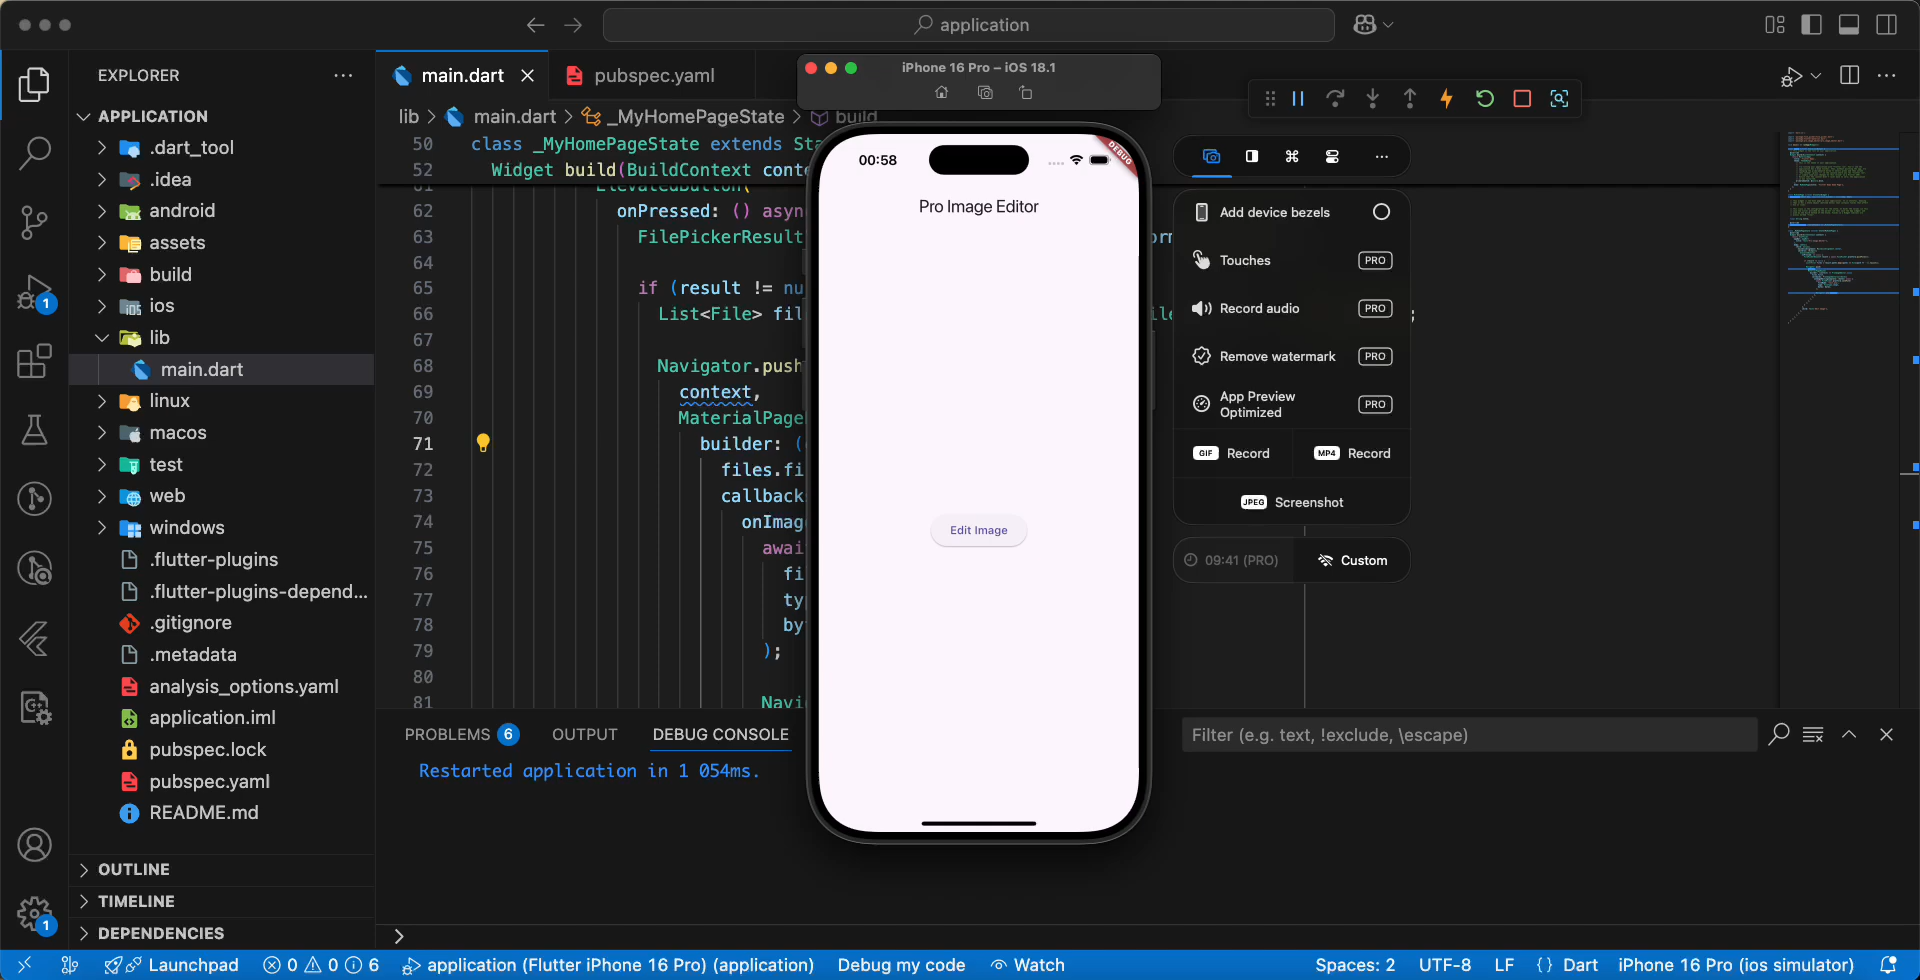 application
EXPLORER
APPLICATION
.dart_tool
.idea
android
assets
build
ios
lib
main.dart
linux
macos
test
web
windows
.flutter-plugins
.flutter-plugins-depend...
.gitignore
.metadata
analysis_options.yaml
application.iml
pubspec.lock
pubspec.yaml
README.md
OUTLINE
TIMELINE
DEPENDENCIES
1
1
main.dart
pubspec.yaml
lib > main.dart > _MyHomePageState > build
50 class _MyHomePageState extends Sta
52 Widget build(BuildContext conte
61 ElevatedButton(
62 onPressed: () asyn
63 FilePickerResult orm
64
65 if (result != nu
66 List<File> fil ile ;
67
68 Navigator.push
69 context,
70 MaterialPage
71 builder: (
72 files.fi
73 callback
74 onImag
75 awai
76 fi
77 ty
78 by
79 );
80
81 Navi
iPhone 16 Pro – iOS 18.1
00:58
DEBUG
Pro Image Editor
Edit Image
Add device bezels
Touches PRO
Record audio PRO
Remove watermark PRO
App Preview
Optimized PRO
GIF Record MP4 Record
JPEG Screenshot
09:41 (PRO) Custom
PROBLEMS 6 OUTPUT DEBUG CONSOLE
Filter (e.g. text, !exclude, \escape)
Restarted application in 1 054ms.
>
Launchpad 0 0 6 application (Flutter iPhone 16 Pro) (application) Debug my code Watch Spaces: 2 UTF-8 LF {} Dart iPhone 16 Pro (ios simulator)